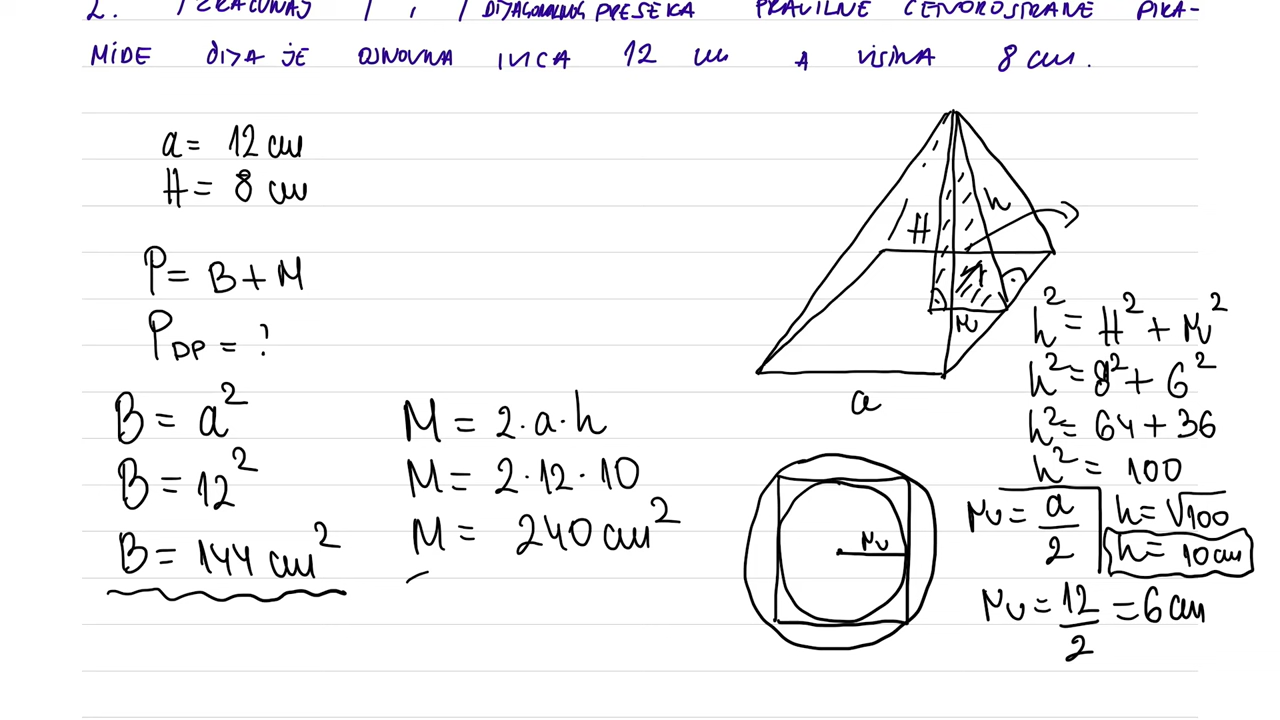 2. IZRAČUNAJ P i P DIJAGONALNOG PRESEKA PRAVILNE ČETVOROSTRANE PIRA-
MIDE ČIJA JE OSNOVNA IVICA 12 cm A VISINA 8 cm.
a = 12 cm
H = 8 cm
P = B + M
P_DP = ?
B = a²
B = 12²
B = 144 cm²
M = 2·a·h
M = 2·12·10
M = 240 cm²
H
h
ru
a
h² = H² + ru²
h² = 8² + 6²
h² = 64 + 36
h² = 100
h = √100
h = 10 cm
ru
ru = a/2
ru = 12/2 = 6 cm